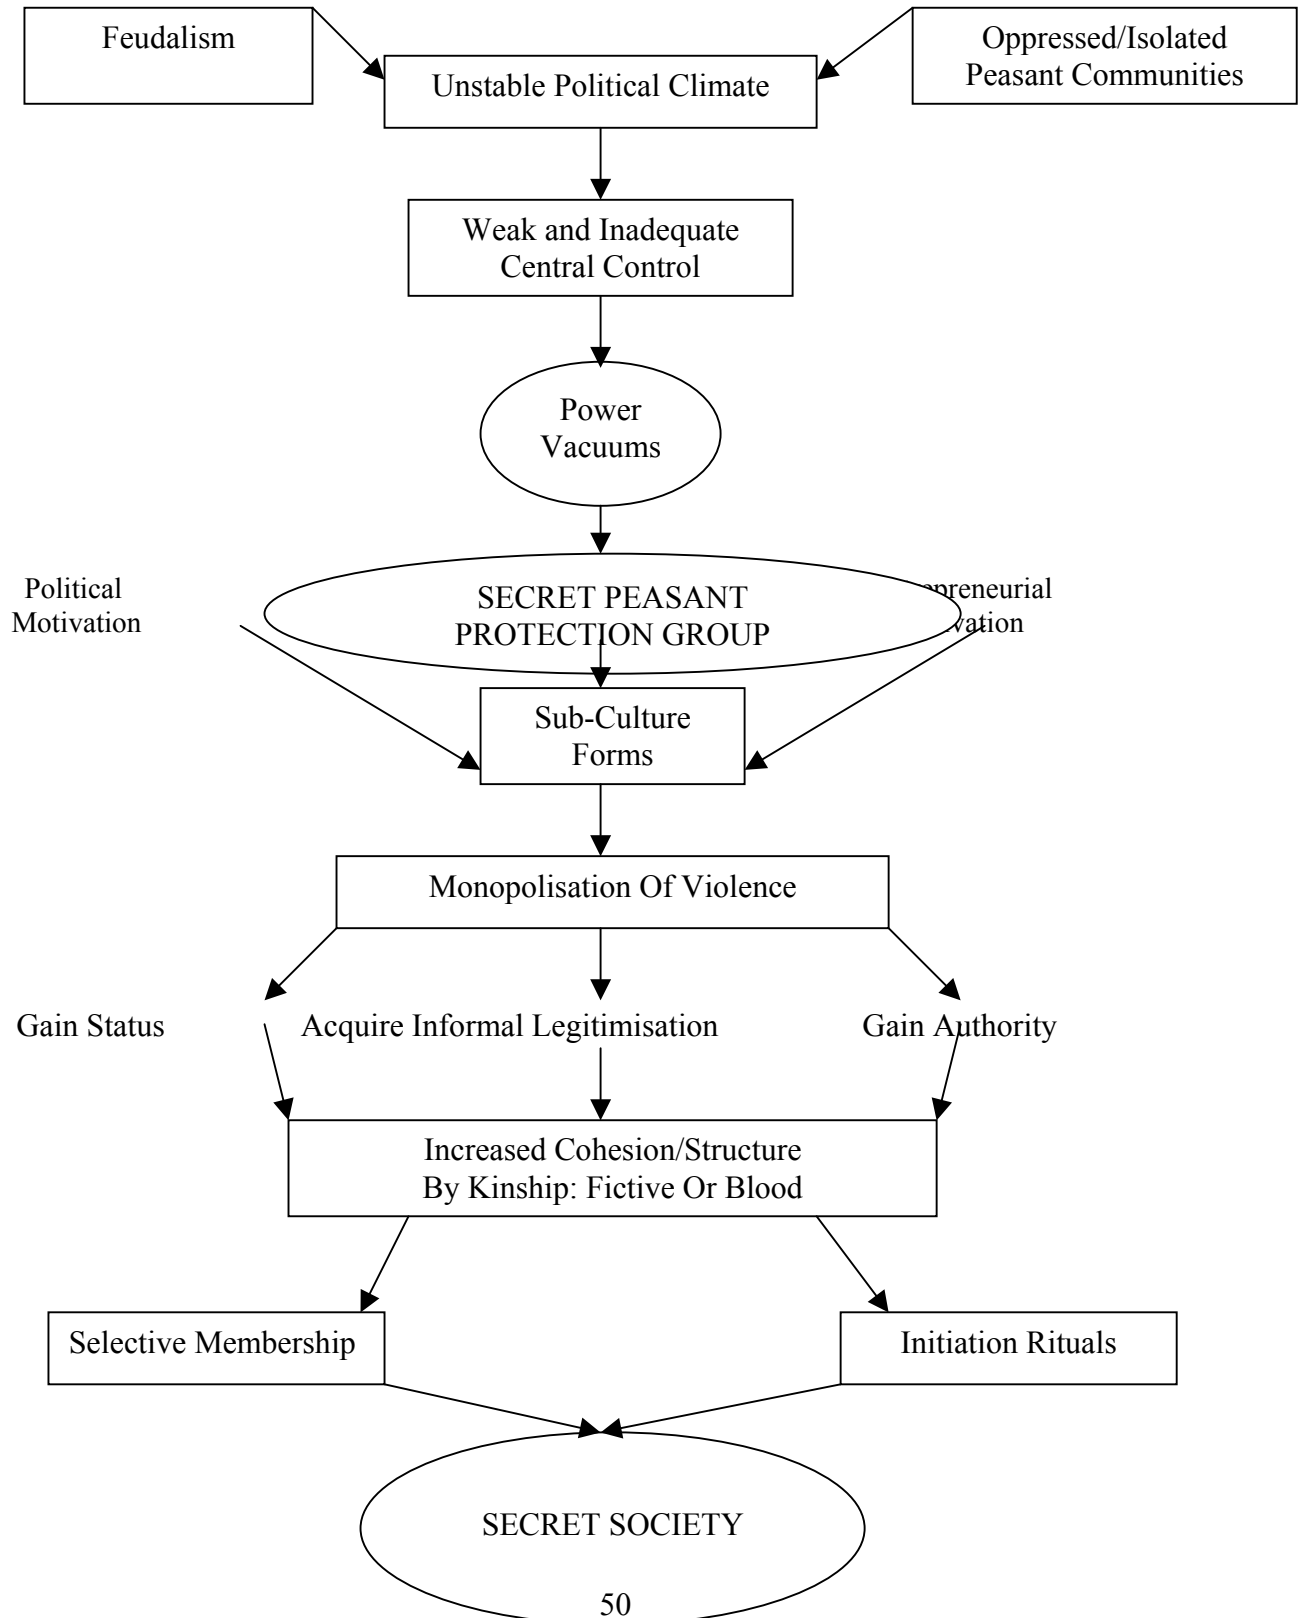 Feudalism
Oppressed/Isolated
Peasant Communities
Unstable Political Climate
Weak and Inadequate
Central Control
Power
Vacuums
Political
Motivation
SECRET PEASANT
PROTECTION GROUP
Sub-Culture
Forms
Monopolisation Of Violence
Gain Status
Acquire Informal Legitimisation
Gain Authority
Increased Cohesion/Structure
By Kinship: Fictive Or Blood
Selective Membership
Initiation Rituals
SECRET SOCIETY
50